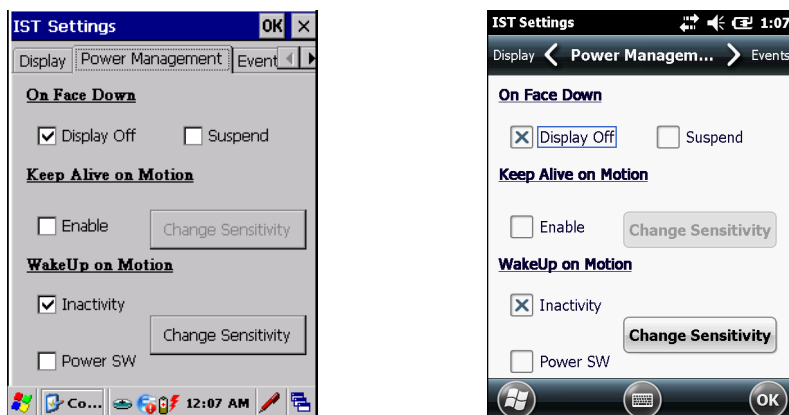 IST Settings OK
Display Power Management Event
On Face Down
Display Off Suspend
Keep Alive on Motion
Enable Change Sensitivity
WakeUp on Motion
Inactivity
Change Sensitivity
Power SW
Co... 12:07 AM
IST Settings 1:07
Display Power Managem... Events
On Face Down
Display Off Suspend
Keep Alive on Motion
Enable Change Sensitivity
WakeUp on Motion
Inactivity
Change Sensitivity
Power SW
OK